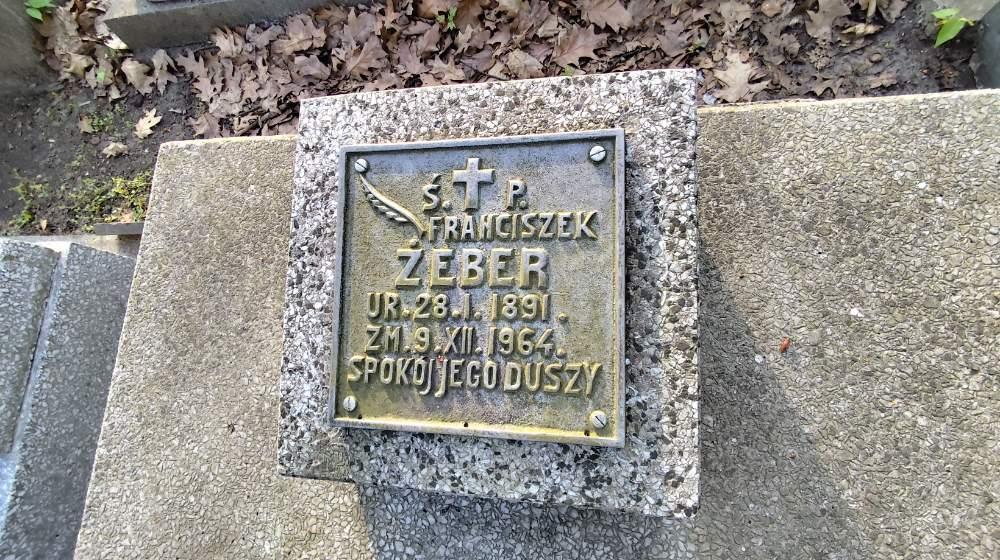 Ś. P.
FRANCISZEK
ŻEBER
UR. 28. I. 1891.
ZM. 9. XII. 1964.
SPOKÓJ JEGO DUSZY